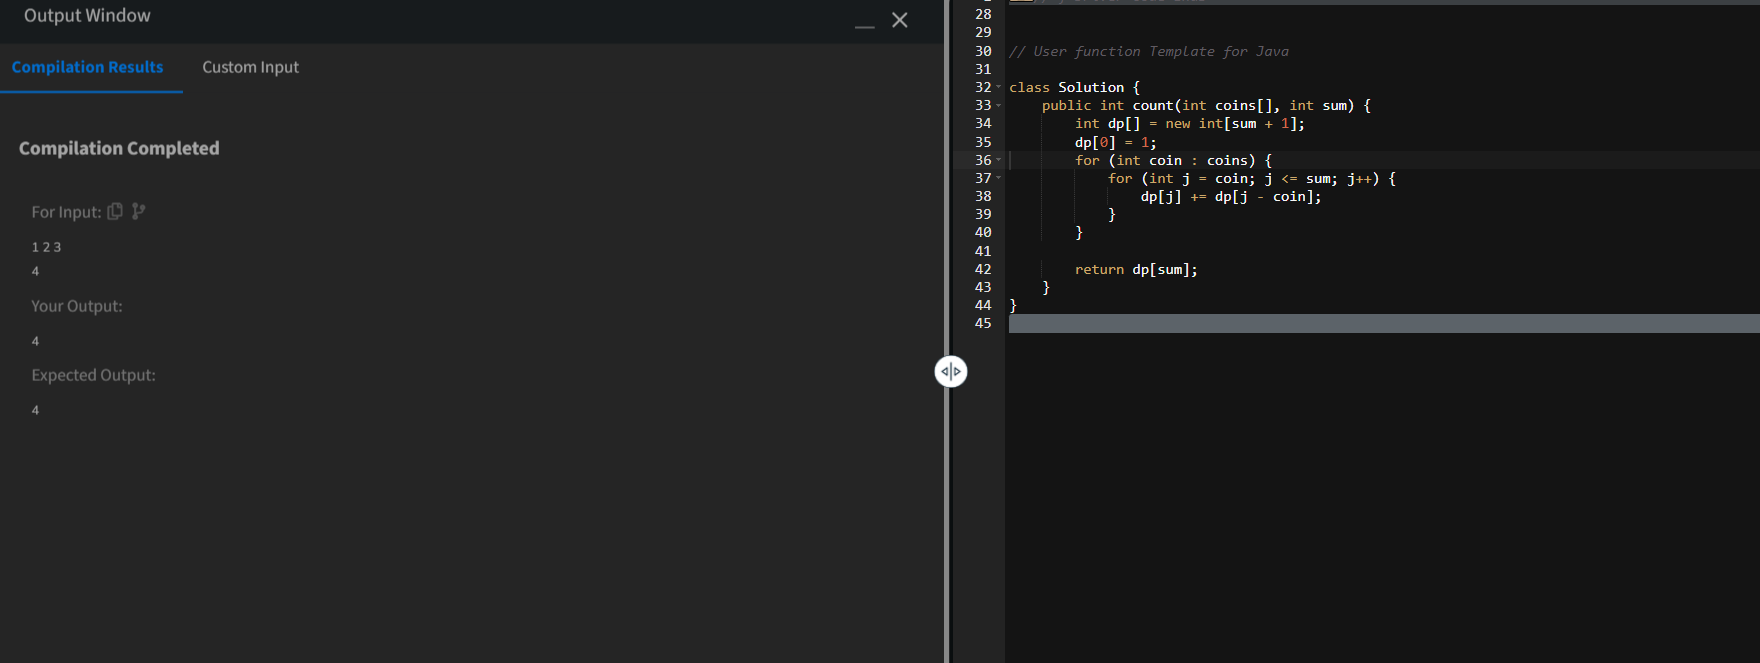 Output Window
Compilation Results
Custom Input
Compilation Completed
For Input:
1 2 3
4
Your Output:
4
Expected Output:
4
28
29
30 // User function Template for Java
31
32 class Solution {
33 public int count(int coins[], int sum) {
34 int dp[] = new int[sum + 1];
35 dp[0] = 1;
36 for (int coin : coins) {
37 for (int j = coin; j <= sum; j++) {
38 dp[j] += dp[j - coin];
39 }
40 }
41
42 return dp[sum];
43 }
44 }
45